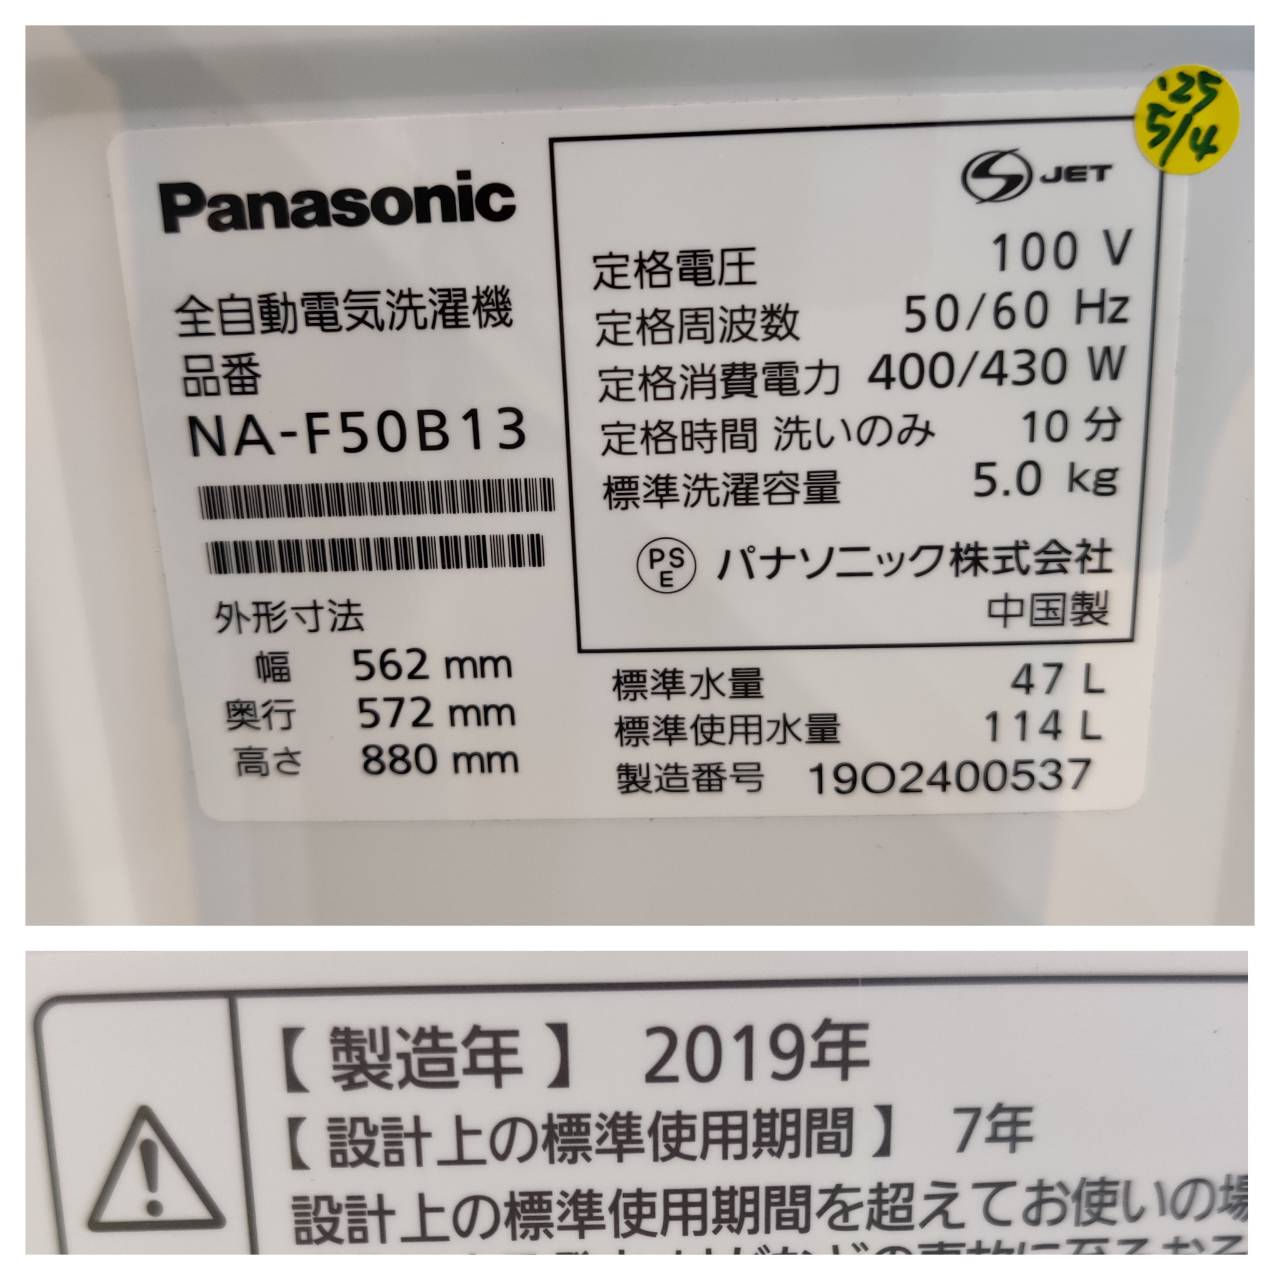 '25
5/4
Panasonic
全自動電気洗濯機
品番
NA-F50B13
外形寸法
幅 562 mm
奥行 572 mm
高さ 880 mm
S JET
定格電圧 100 V
定格周波数 50/60 Hz
定格消費電力 400/430 W
定格時間 洗いのみ 10 分
標準洗濯容量 5.0 kg
PS
E
パナソニック株式会社
中国製
標準水量 47 L
標準使用水量 114 L
製造番号 19O2400537
【製造年】 2019年
【設計上の標準使用期間】 7年
設計上の標準使用期間を超えてお使いの場